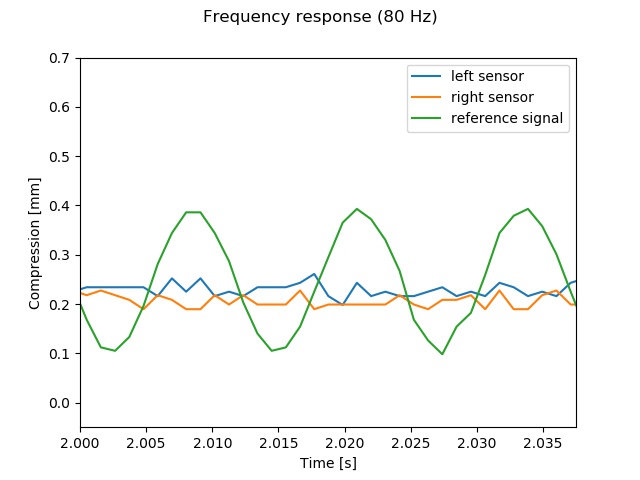 Frequency response (80 Hz)
0.7
0.6
0.5
0.4
0.3
0.2
0.1
0.0
Compression [mm]
left sensor
right sensor
reference signal
2.000 2.005 2.010 2.015 2.020 2.025 2.030 2.035
Time [s]